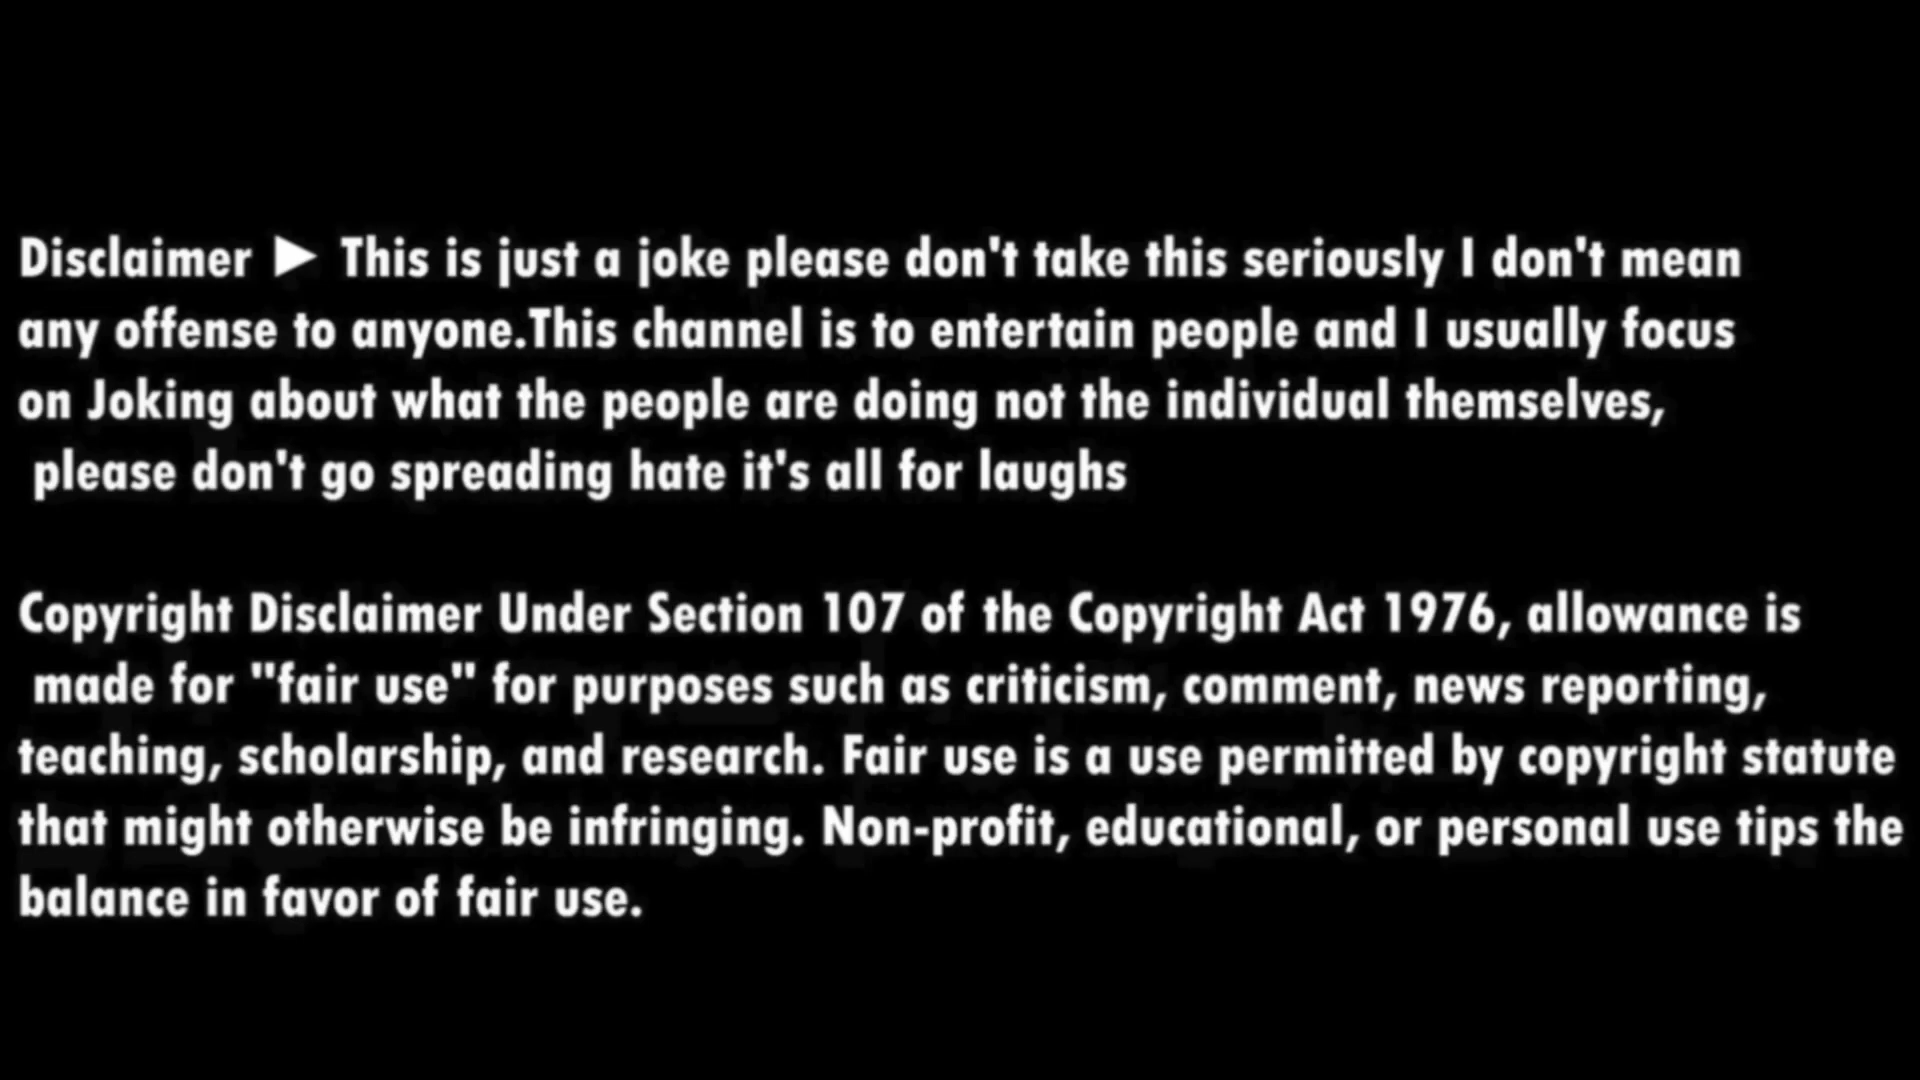 Disclaimer ► This is just a joke please don't take this seriously I don't mean
any offense to anyone.This channel is to entertain people and I usually focus
on Joking about what the people are doing not the individual themselves,
please don't go spreading hate it's all for laughs
Copyright Disclaimer Under Section 107 of the Copyright Act 1976, allowance is
made for "fair use" for purposes such as criticism, comment, news reporting,
teaching, scholarship, and research. Fair use is a use permitted by copyright statute
that might otherwise be infringing. Non-profit, educational, or personal use tips the
balance in favor of fair use.